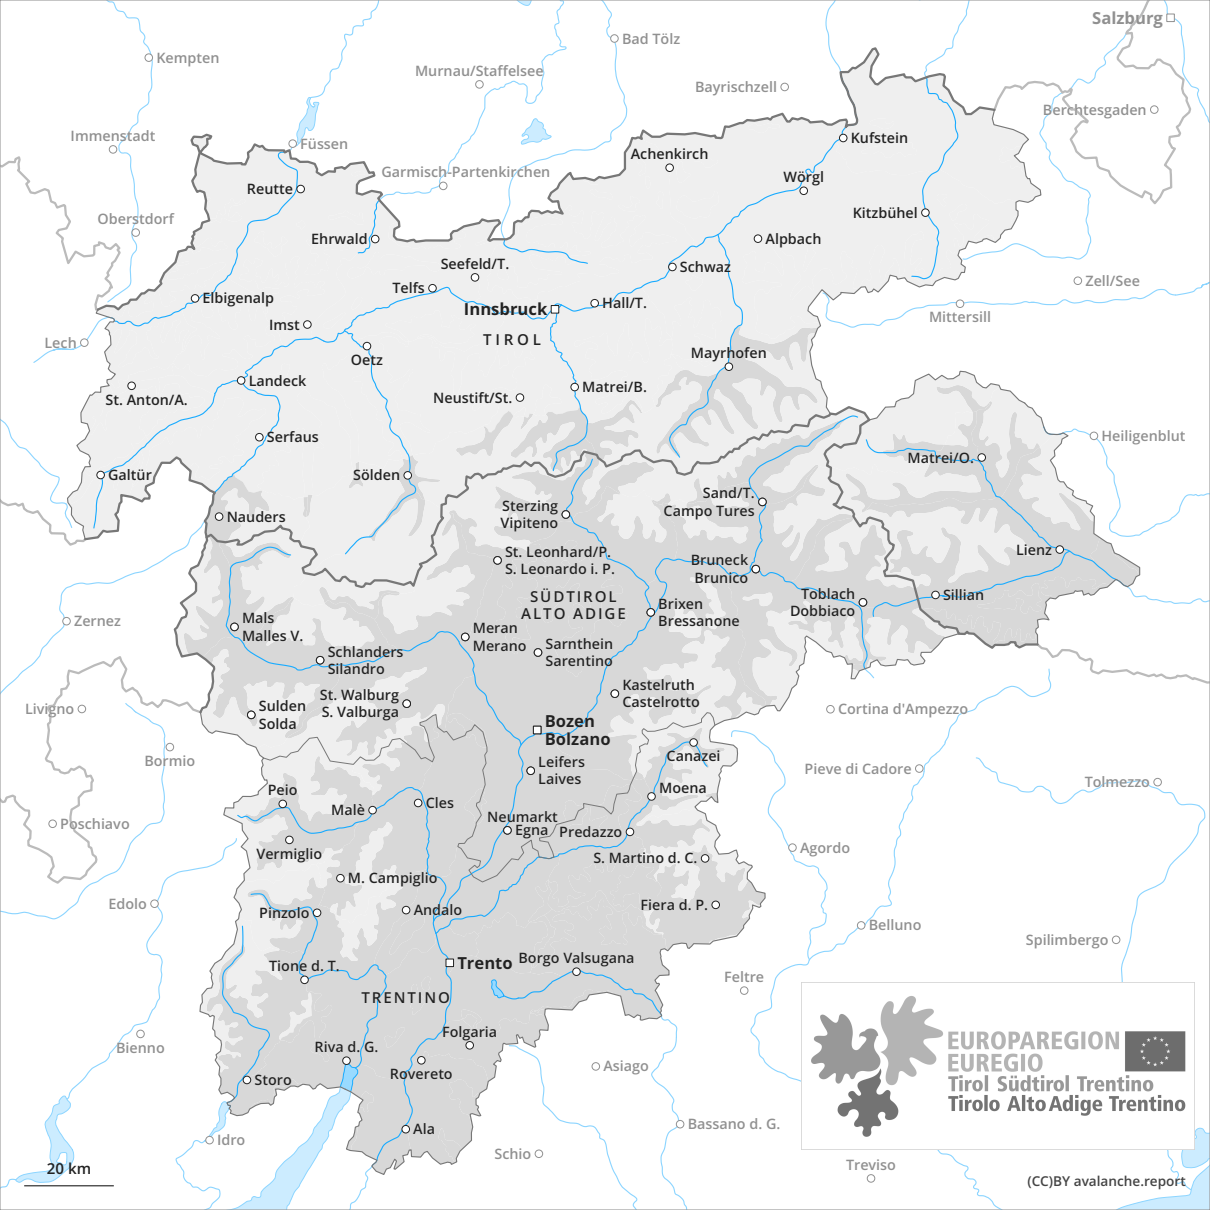 Salzburg
Bad Tölz
Kempten
Murnau/Staffelsee
Bayrischzell
Berchtesgaden
Immenstadt
Füssen
Kufstein
Achenkirch
Garmisch-Partenkirchen
Wörgl
Reutte
Oberstdorf
Kitzbühel
Ehrwald
Alpbach
Seefeld/T.
Schwaz
Zell/See
Telfs
Elbigenalp
Hall/T.
Innsbruck
Mittersill
Imst
TIROL
Lech
Oetz
Mayrhofen
Landeck
Matrei/B.
St. Anton/A.
Neustift/St.
Serfaus
Heiligenblut
Matrei/O.
Galtür
Sölden
Sand/T.
Campo Tures
Sterzing
Vipiteno
Nauders
Lienz
St. Leonhard/P.
S. Leonardo i. P.
Bruneck
Brunico
SÜDTIROL
ALTO ADIGE
Toblach
Dobbiaco
Sillian
Brixen
Bressanone
Zernez
Mals
Malles V.
Meran
Merano
Sarnthein
Sarentino
Schlanders
Silandro
Kastelruth
Castelrotto
St. Walburg
S. Valburga
Livigno
Sulden
Solda
Cortina d'Ampezzo
Bozen
Bolzano
Bormio
Canazei
Leifers
Laives
Pieve di Cadore
Tolmezzo
Peio
Moena
Malè
Cles
Neumarkt
Egna
Predazzo
Poschiavo
Vermiglio
S. Martino d. C.
Agordo
M. Campiglio
Edolo
Pinzolo
Andalo
Fiera d. P.
Belluno
Spilimbergo
Tione d. T.
Trento
Borgo Valsugana
Feltre
TRENTINO
Folgaria
Bienno
Riva d. G.
Rovereto
Storo
Asiago
EUROPAREGION
EUREGIO
Tirol Südtirol Trentino
Tirolo Alto Adige Trentino
Ala
Idro
Bassano d. G.
Schio
Treviso
20 km
(CC)BY avalanche.report